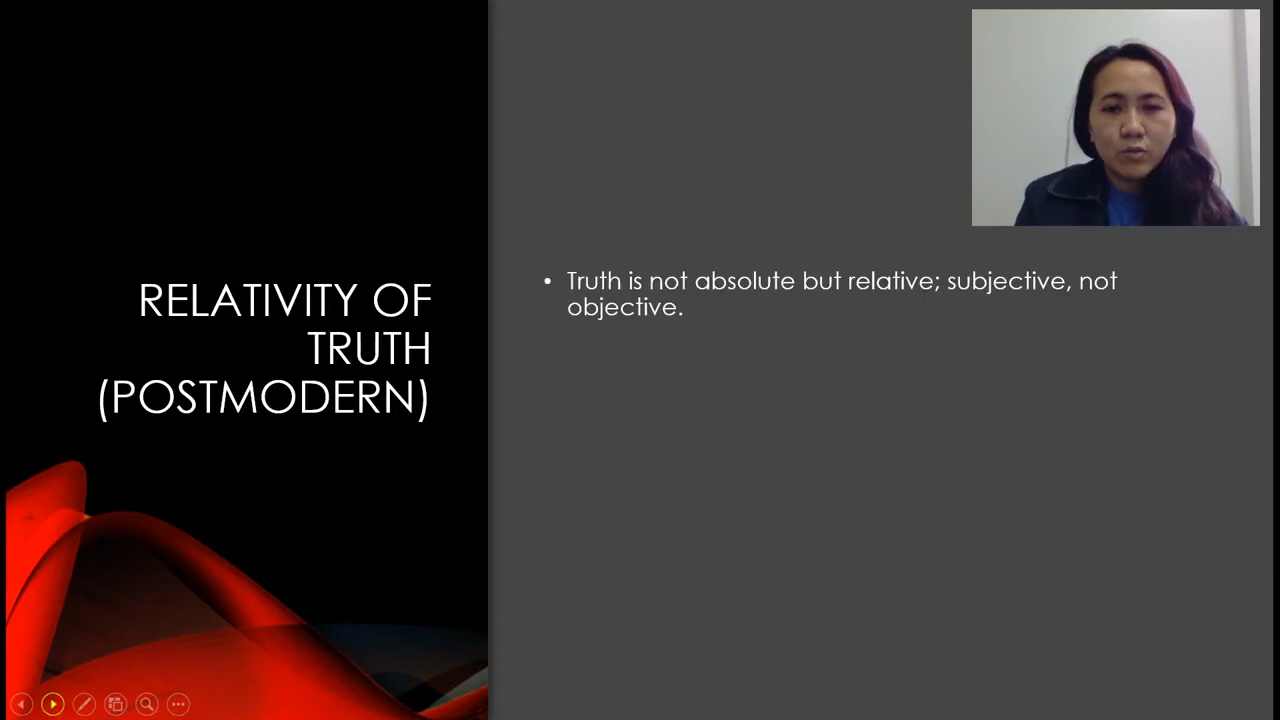 RELATIVITY OF
TRUTH
(POSTMODERN)
• Truth is not absolute but relative; subjective, not
objective.